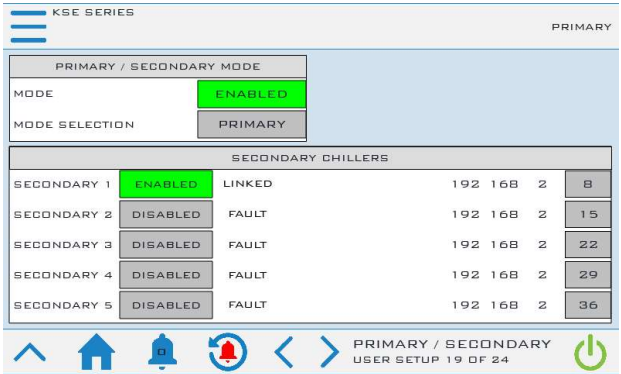 KSE SERIES
PRIMARY
PRIMARY / SECONDARY MODE
MODE ENABLED
MODE SELECTION PRIMARY
SECONDARY CHILLERS
SECONDARY 1 ENABLED LINKED 192 168 2 8
SECONDARY 2 DISABLED FAULT 192 168 2 15
SECONDARY 3 DISABLED FAULT 192 168 2 22
SECONDARY 4 DISABLED FAULT 192 168 2 29
SECONDARY 5 DISABLED FAULT 192 168 2 36
0
PRIMARY / SECONDARY
USER SETUP 19 OF 24